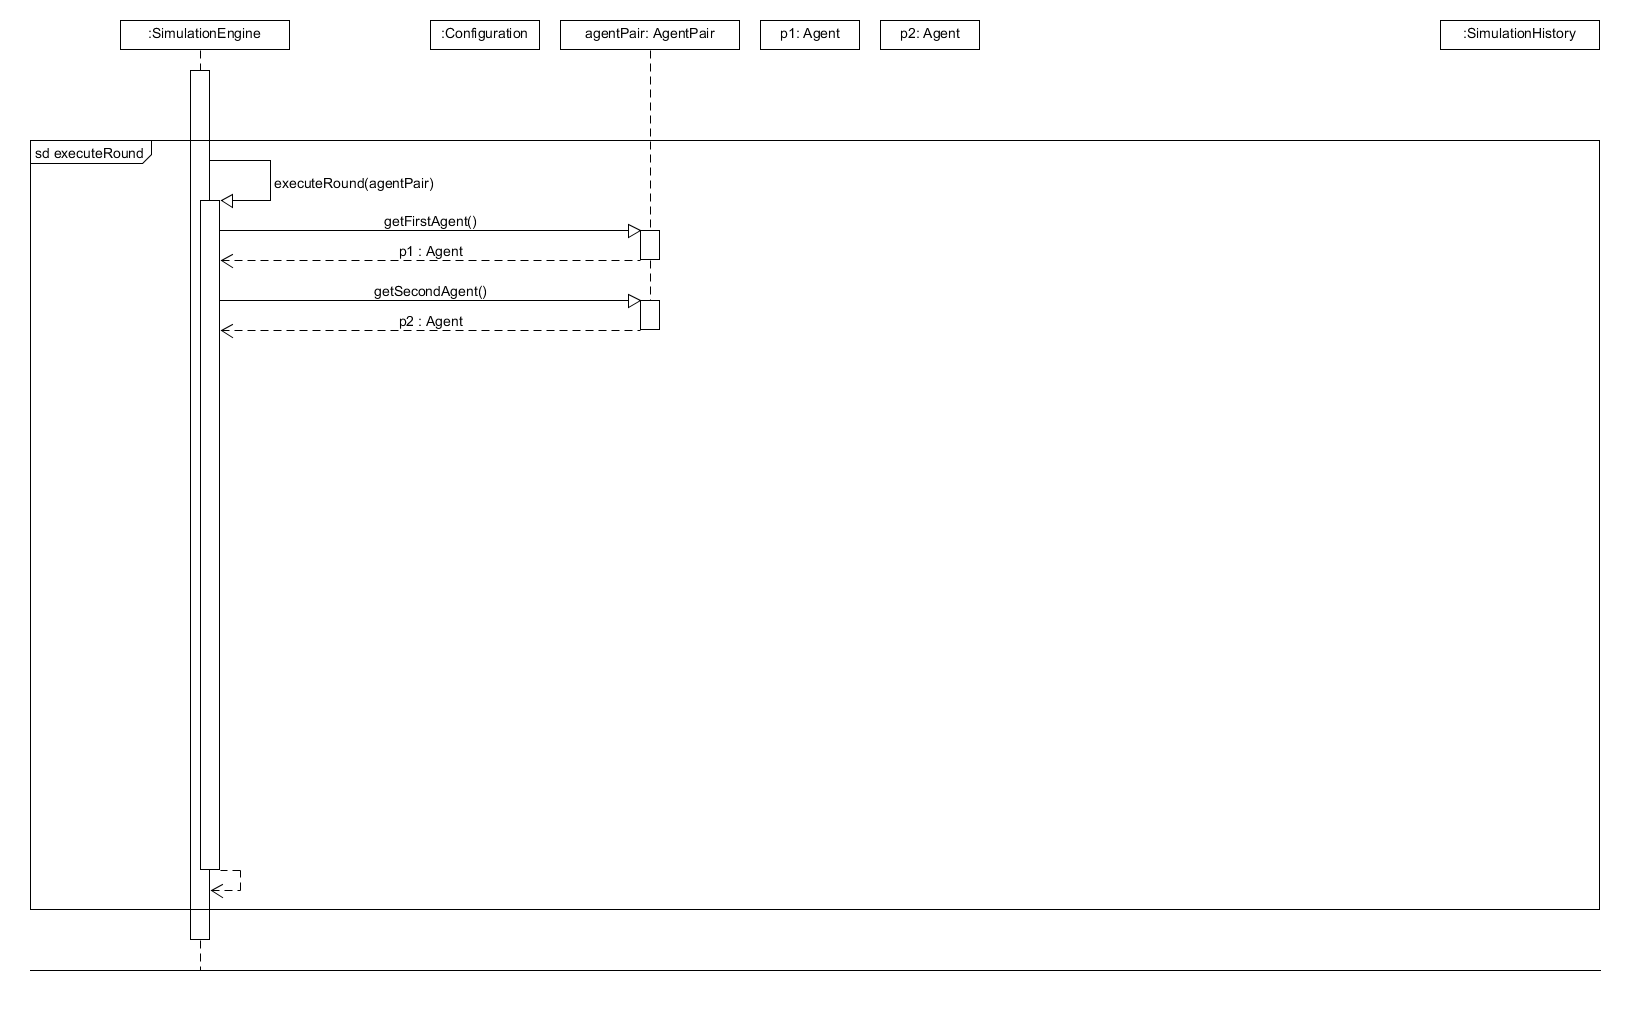 :SimulationEngine
:Configuration
agentPair: AgentPair
p1: Agent
p2: Agent
:SimulationHistory
sd executeRound
executeRound(agentPair)
getFirstAgent()
p1 : Agent
getSecondAgent()
p2 : Agent